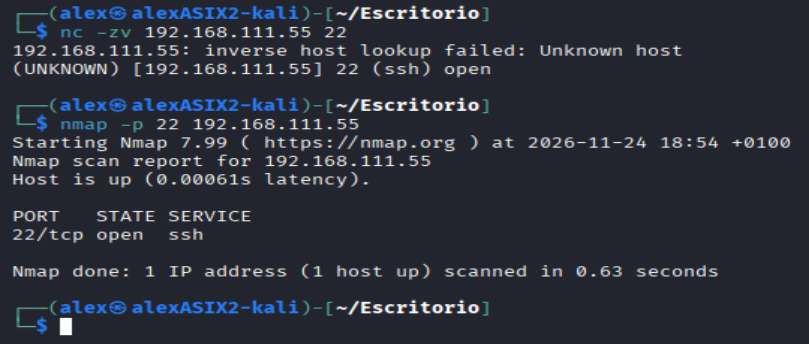 ┌──(alex㉿alexASIX2-kali)-[~/Escritorio]
└─$ nc -zv 192.168.111.55 22
192.168.111.55: inverse host lookup failed: Unknown host
(UNKNOWN) [192.168.111.55] 22 (ssh) open
┌──(alex㉿alexASIX2-kali)-[~/Escritorio]
└─$ nmap -p 22 192.168.111.55
Starting Nmap 7.99 ( https://nmap.org ) at 2026-11-24 18:54 +0100
Nmap scan report for 192.168.111.55
Host is up (0.00061s latency).
PORT   STATE SERVICE
22/tcp open  ssh
Nmap done: 1 IP address (1 host up) scanned in 0.63 seconds
┌──(alex㉿alexASIX2-kali)-[~/Escritorio]
└─$